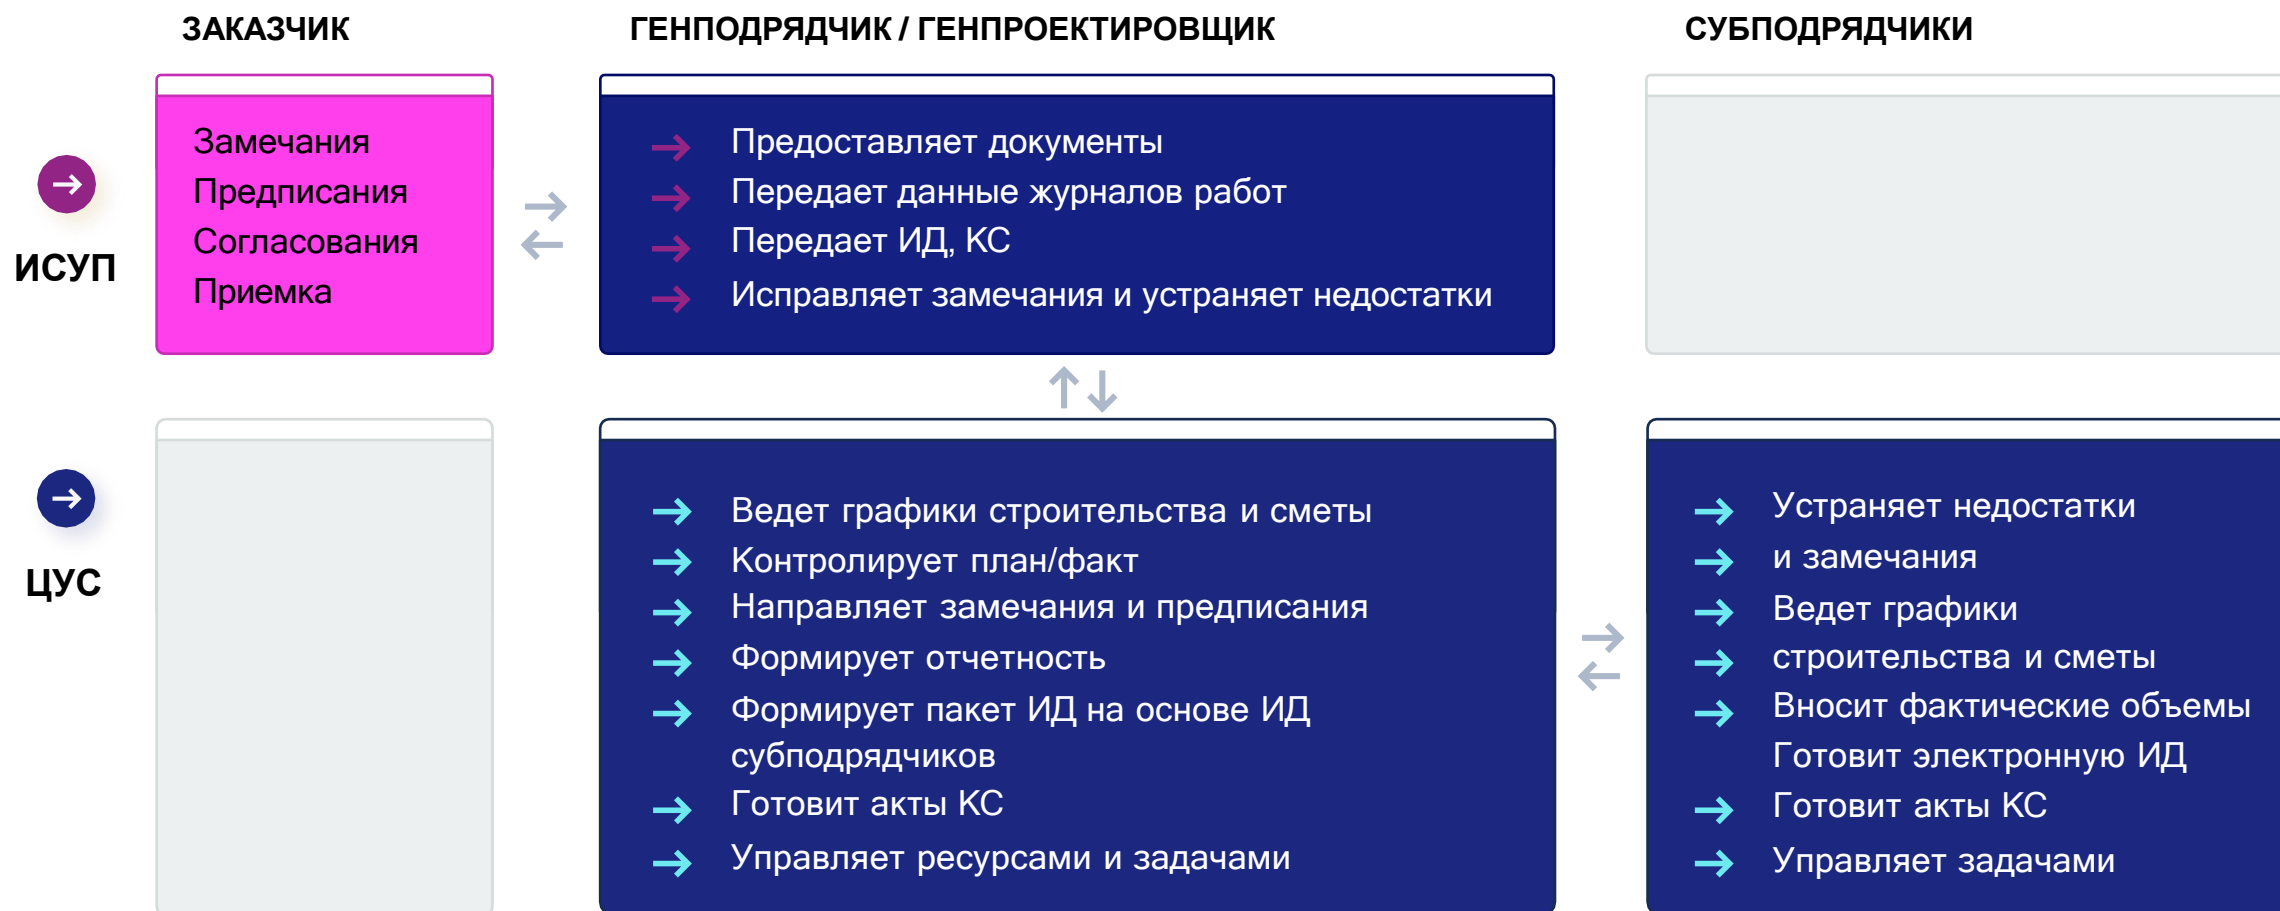 ЗАКАЗЧИК
ГЕНПОДРЯДЧИК / ГЕНПРОЕКТИРОВЩИК
СУБПОДРЯДЧИКИ
ИСУП
Замечания
Предписания
Согласования
Приемка
Предоставляет документы
Передает данные журналов работ
Передает ИД, КС
Исправляет замечания и устраняет недостатки
ЦУС
Ведет графики строительства и сметы
Контролирует план/факт
Направляет замечания и предписания
Формирует отчетность
Формирует пакет ИД на основе ИД
субподрядчиков
Готовит акты КС
Управляет ресурсами и задачами
Устраняет недостатки
и замечания
Ведет графики
строительства и сметы
Вносит фактические объемы
Готовит электронную ИД
Готовит акты КС
Управляет задачами